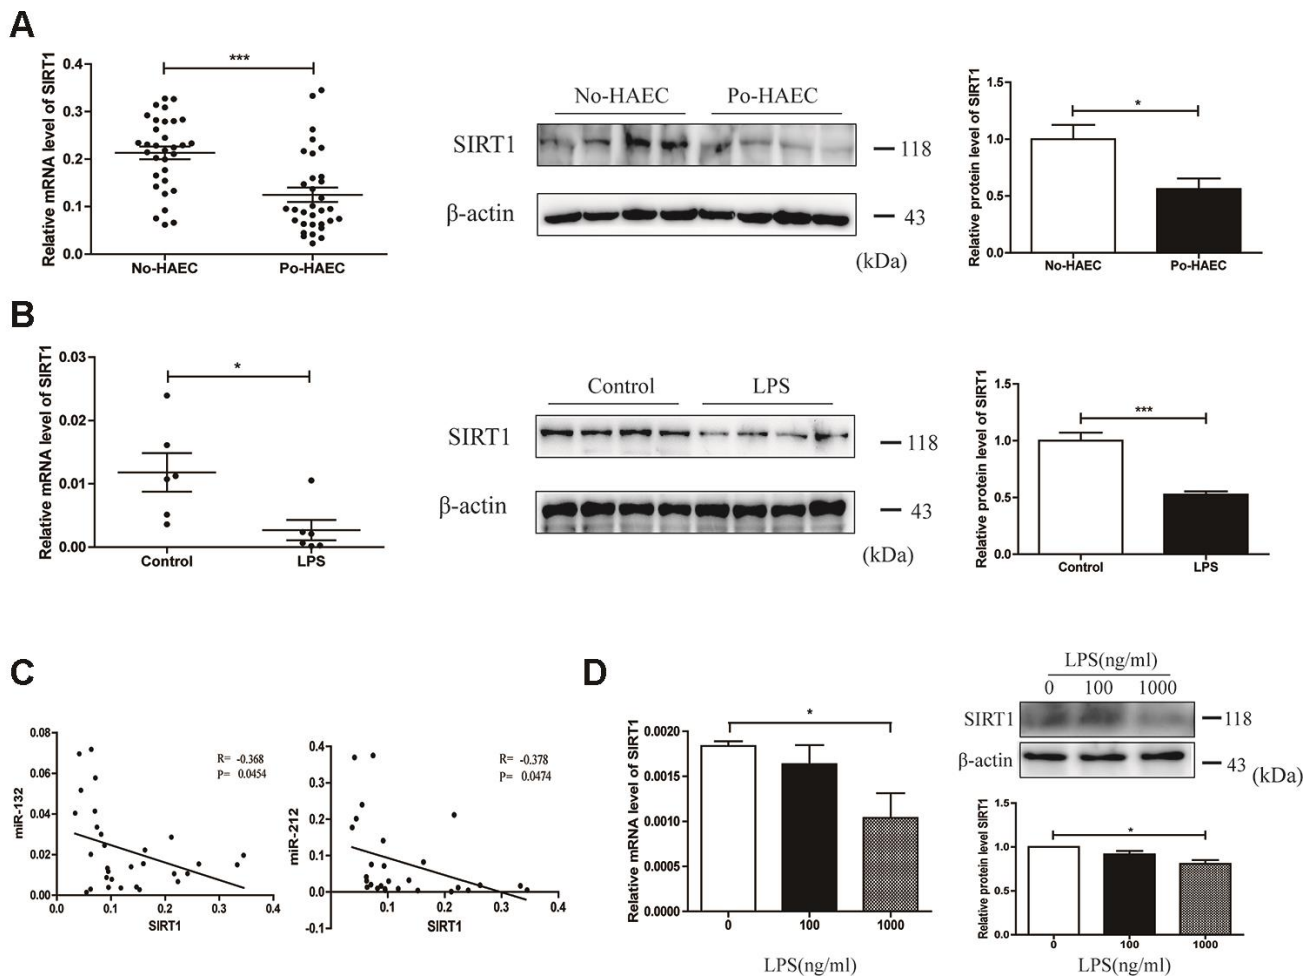 A
Relative mRNA level of SIRT1
0.4
0.3
0.2
0.1
0.0
***
No-HAEC
Po-HAEC
No-HAEC Po-HAEC
SIRT1
118
β-actin
43
(kDa)
Relative protein level of SIRT1
1.5
1.0
0.5
0.0
*
No-HAEC
Po-HAEC
B
Relative mRNA level of SIRT1
0.03
0.02
0.01
0.00
*
Control
LPS
Control LPS
SIRT1
118
β-actin
43
(kDa)
Relative protein level of SIRT1
1.5
1.0
0.5
0.0
***
Control
LPS
C
miR-132
0.08
0.06
0.04
0.02
0.00
R= -0.368
P= 0.0454
0.0 0.1 0.2 0.3 0.4
SIRT1
miR-212
0.4
0.3
0.2
0.1
0.0
-0.1
R= -0.378
P= 0.0474
0.1 0.2 0.3 0.4
SIRT1
D
Relative mRNA level of SIRT1
0.0020
0.0015
0.0010
0.0005
0.0000
*
0 100 1000
LPS(ng/ml)
LPS(ng/ml)
0 100 1000
SIRT1
118
β-actin
43
(kDa)
Relative protein level SIRT1
1.5
1.0
0.5
0.0
*
0 100 1000
LPS(ng/ml)